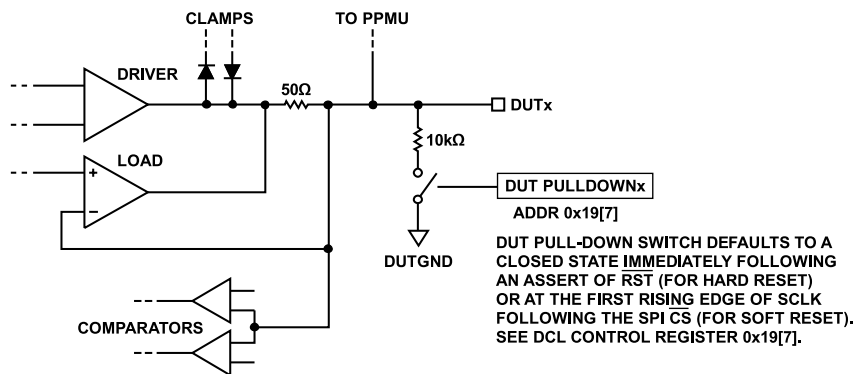 CLAMPS
TO PPMU
DRIVER
50Ω
DUTx
10kΩ
LOAD
+
−
DUT PULLDOWNx
ADDR 0x19[7]
DUTGND
DUT PULL-DOWN SWITCH DEFAULTS TO A
CLOSED STATE IMMEDIATELY FOLLOWING
AN ASSERT OF RST (FOR HARD RESET)
OR AT THE FIRST RISING EDGE OF SCLK
FOLLOWING THE SPI CS (FOR SOFT RESET).
SEE DCL CONTROL REGISTER 0x19[7].
COMPARATORS